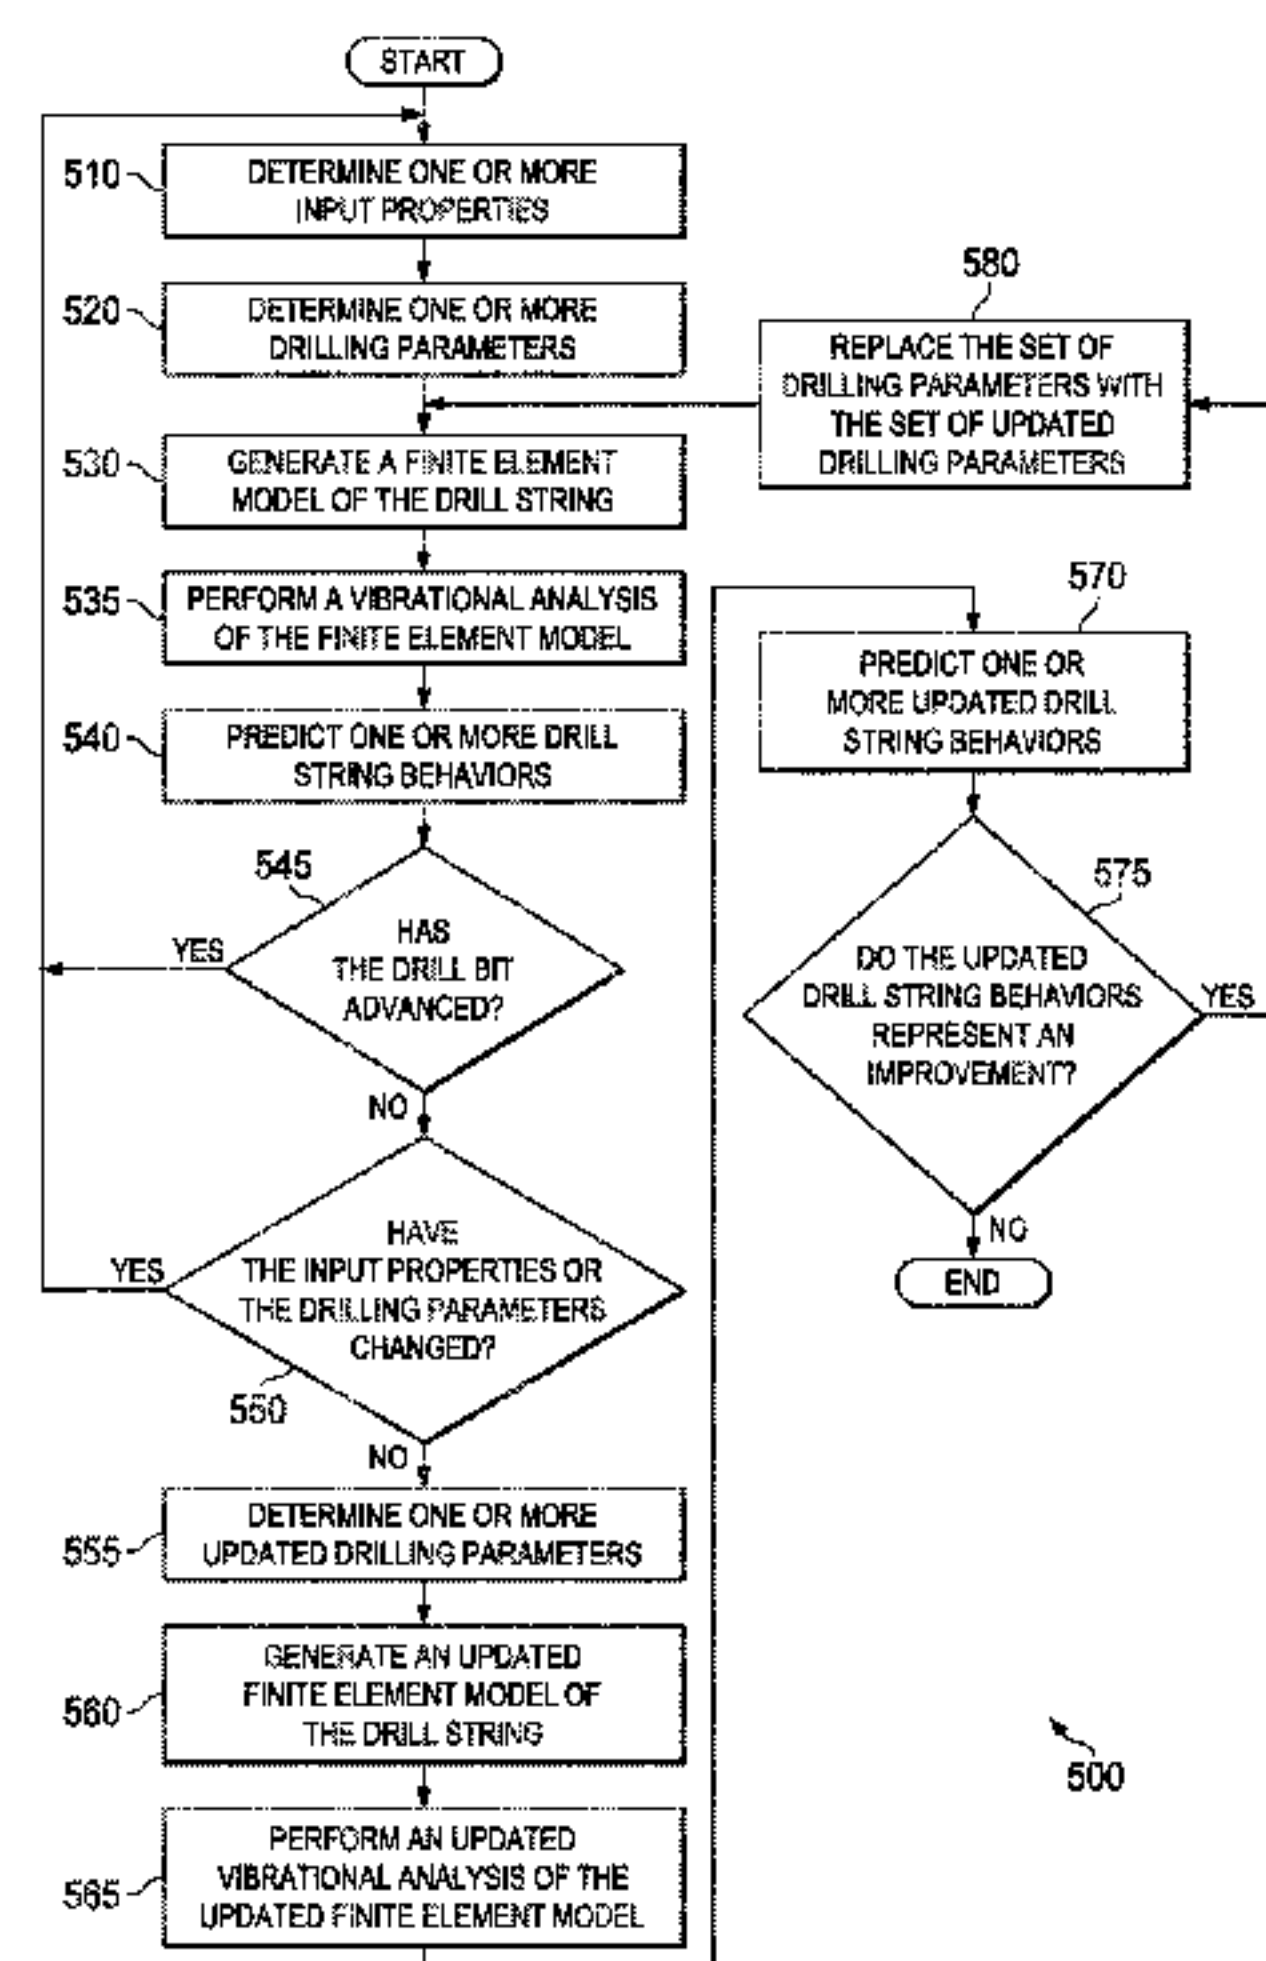 START
510
DETERMINE ONE OR MORE
INPUT PROPERTIES
520
DETERMINE ONE OR MORE
DRILLING PARAMETERS
530
GENERATE A FINITE ELEMENT
MODEL OF THE DRILL STRING
535
PERFORM A VIBRATIONAL ANALYSIS
OF THE FINITE ELEMENT MODEL
540
PREDICT ONE OR MORE DRILL
STRING BEHAVIORS
545
HAS
THE DRILL BIT
ADVANCED?
YES
NO
HAVE
THE INPUT PROPERTIES OR
THE DRILLING PARAMETERS
CHANGED?
YES
550
NO
555
DETERMINE ONE OR MORE
UPDATED DRILLING PARAMETERS
560
GENERATE AN UPDATED
FINITE ELEMENT MODEL OF
THE DRILL STRING
565
PERFORM AN UPDATED
VIBRATIONAL ANALYSIS OF THE
UPDATED FINITE ELEMENT MODEL
580
REPLACE THE SET OF
DRILLING PARAMETERS WITH
THE SET OF UPDATED
DRILLING PARAMETERS
570
PREDICT ONE OR
MORE UPDATED DRILL
STRING BEHAVIORS
575
DO THE UPDATED
DRILL STRING BEHAVIORS
REPRESENT AN
IMPROVEMENT?
YES
NO
END
500